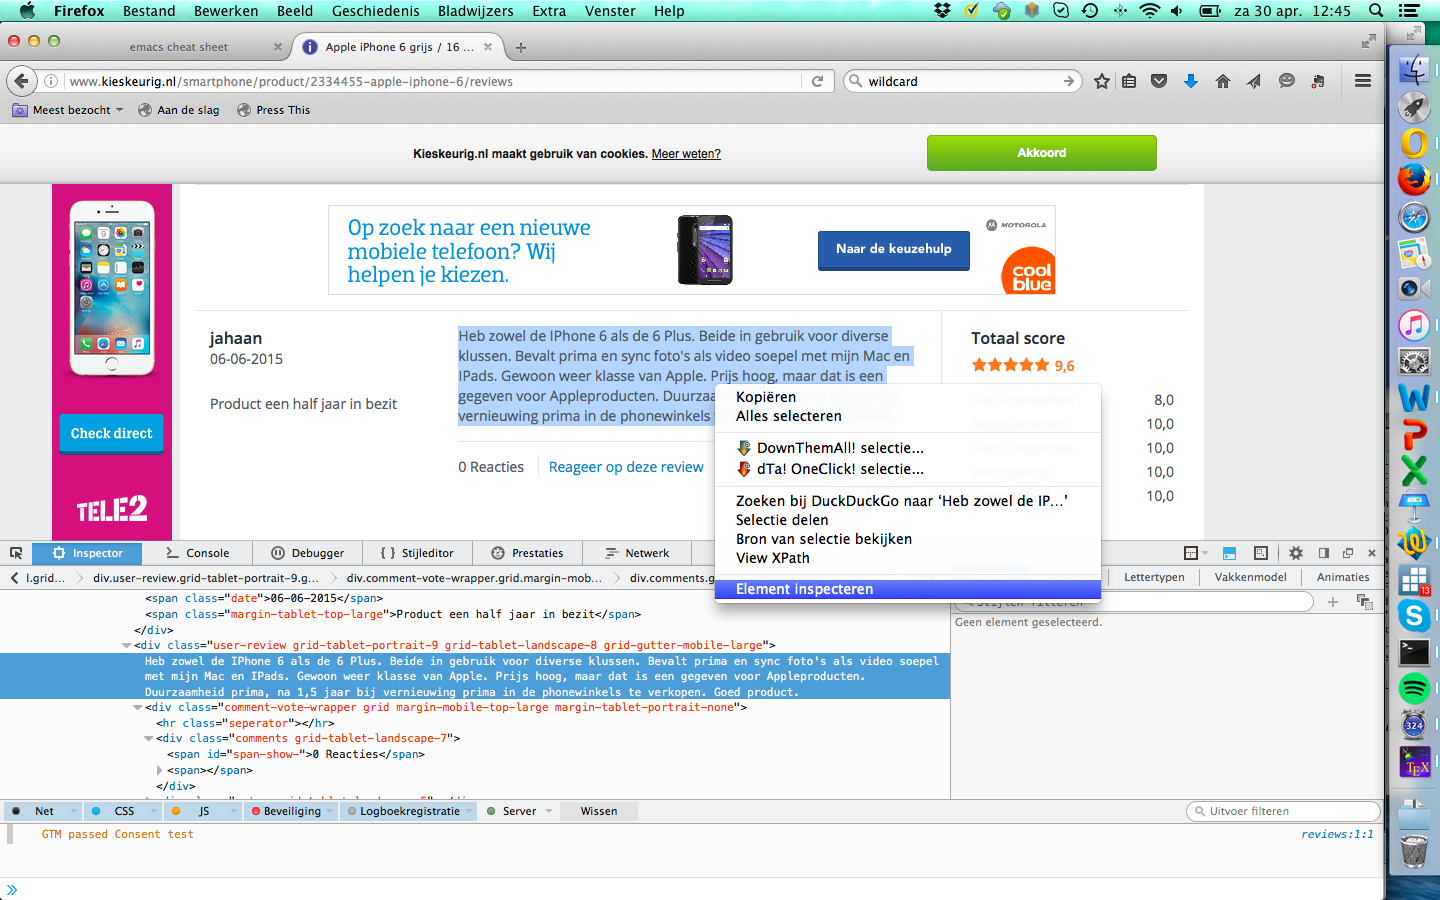 Firefox Bestand Bewerken Beeld Geschiedenis Bladwijzers Extra Venster Help za 30 apr. 12:45
emacs cheat sheet
Apple iPhone 6 grijs / 16 ...
www.kieskeurig.nl/smartphone/product/2334455-apple-iphone-6/reviews
wildcard
Meest bezocht Aan de slag Press This
Kieskeurig.nl maakt gebruik van cookies. Meer weten?
Akkoord
Check direct
TELE2
Op zoek naar een nieuwe
mobiele telefoon? Wij
helpen je kiezen.
Naar de keuzehulp
MOTOROLA
cool
blue
jahaan
06-06-2015
Product een half jaar in bezit
Heb zowel de IPhone 6 als de 6 Plus. Beide in gebruik voor diverse
klussen. Bevalt prima en sync foto's als video soepel met mijn Mac en
IPads. Gewoon weer klasse van Apple. Prijs hoog, maar dat is een
gegeven voor Appleproducten. Duurzaa
vernieuwing prima in de phonewinkels
0 Reacties
Reageer op deze review
Totaal score
9,6
8,0
10,0
10,0
10,0
10,0
Kopiëren
Alles selecteren
DownThemAll! selectie...
dTa! OneClick! selectie...
Zoeken bij DuckDuckGo naar ‘Heb zowel de IP...’
Selectie delen
Bron van selectie bekijken
View XPath
Element inspecteren
Inspector Console Debugger Stijleditor Prestaties Netwerk
l.grid... div.user-review.grid-tablet-portrait-9.g... div.comment-vote-wrapper.grid.margin-mob... div.comments.g
Lettertypen Vakkenmodel Animaties
Stijlen filteren
Geen element geselecteerd.
<span class="date">06-06-2015</span>
<span class="margin-tablet-top-large">Product een half jaar in bezit</span>
</div>
<div class="user-review grid-tablet-portrait-9 grid-tablet-landscape-8 grid-gutter-mobile-large">
Heb zowel de IPhone 6 als de 6 Plus. Beide in gebruik voor diverse klussen. Bevalt prima en sync foto's als video soepel
met mijn Mac en IPads. Gewoon weer klasse van Apple. Prijs hoog, maar dat is een gegeven voor Appleproducten.
Duurzaamheid prima, na 1,5 jaar bij vernieuwing prima in de phonewinkels te verkopen. Goed product.
<div class="comment-vote-wrapper grid margin-mobile-top-large margin-tablet-portrait-none">
<hr class="seperator"></hr>
<div class="comments grid-tablet-landscape-7">
<span id="span-show-">0 Reacties</span>
<span></span>
</div>
Net CSS JS Beveiliging Logboekregistratie Server Wissen
Uitvoer filteren
GTM passed Consent test
reviews:1:1
13
324
TEX